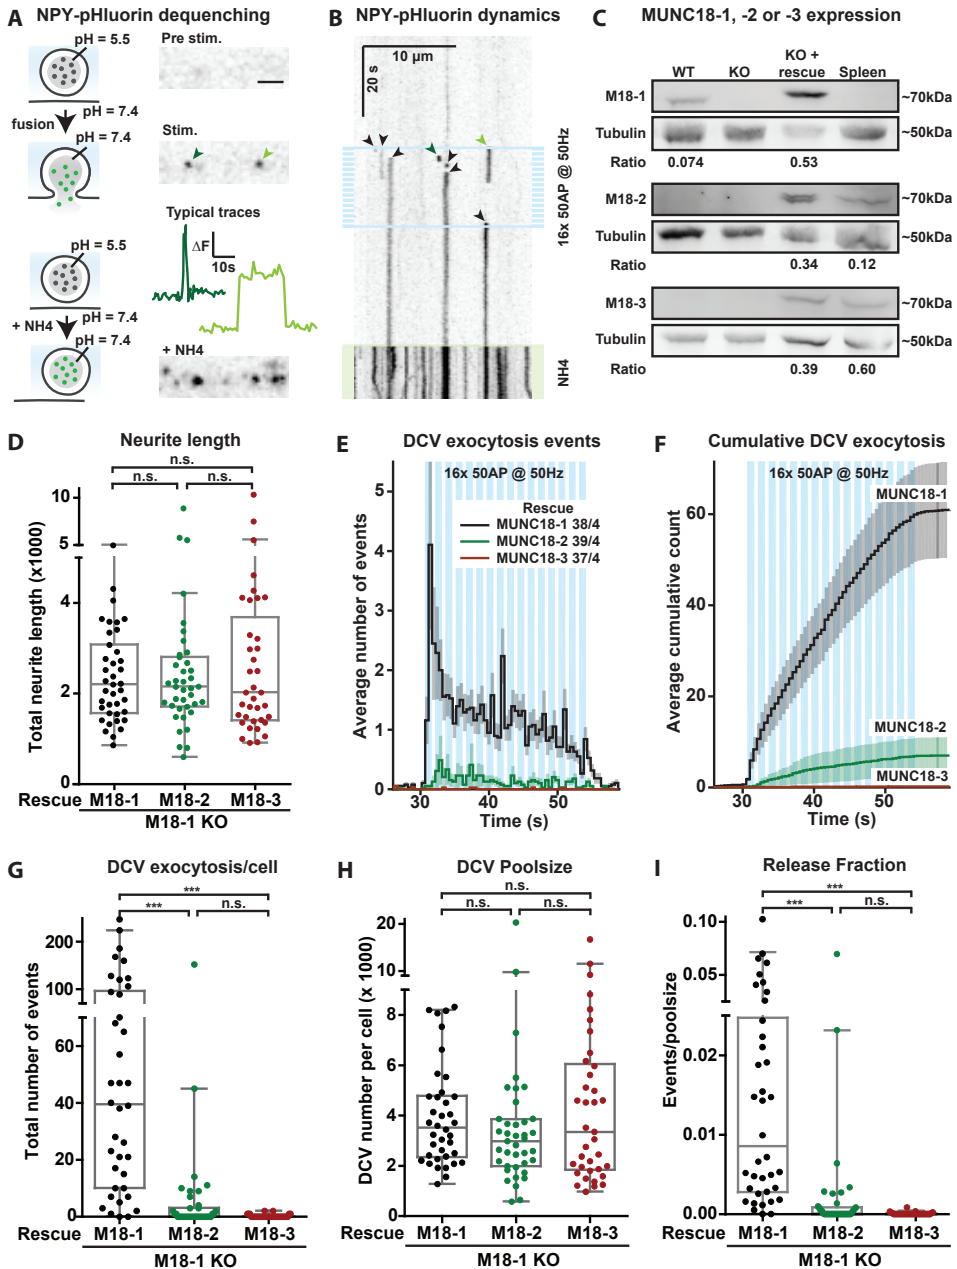 A NPY-pHluorin dequenching
pH = 5.5
Pre stim.
fusion
pH = 7.4
pH = 7.4
Stim.
Typical traces
ΔF
10s
pH = 5.5
+ NH4
pH = 7.4
pH = 7.4
+ NH4
B NPY-pHluorin dynamics
10 µm
20 s
16x 50AP @ 50Hz
NH4
C MUNC18-1, -2 or -3 expression
WT KO KO + rescue Spleen
M18-1 ~70kDa
Tubulin ~50kDa
Ratio 0.074 0.53
M18-2 ~70kDa
Tubulin ~50kDa
Ratio 0.34 0.12
M18-3 ~70kDa
Tubulin ~50kDa
Ratio 0.39 0.60
D Neurite length
n.s.
n.s. n.s.
Total neurite length (x1000)
10
5
4
2
0
Rescue M18-1 M18-2 M18-3
M18-1 KO
E DCV exocytosis events
16x 50AP @ 50Hz
Rescue
MUNC18-1 38/4
MUNC18-2 39/4
MUNC18-3 37/4
Average number of events
5
4
3
2
1
0
30 40 50
Time (s)
F Cumulative DCV exocytosis
16x 50AP @ 50Hz
MUNC18-1
MUNC18-2
MUNC18-3
Average cumulative count
60
40
20
0
30 40 50
Time (s)
G DCV exocytosis/cell
***
*** n.s.
Total number of events
200
100
60
40
20
0
Rescue M18-1 M18-2 M18-3
M18-1 KO
H DCV Poolsize
n.s.
n.s. n.s.
DCV number per cell (x 1000)
20
10
8
6
4
2
0
M18-1 M18-2 M18-3
M18-1 KO
I Release Fraction
***
*** n.s.
Events/poolsize
0.10
0.05
0.02
0.01
0.00
Rescue M18-1 M18-2 M18-3
M18-1 KO